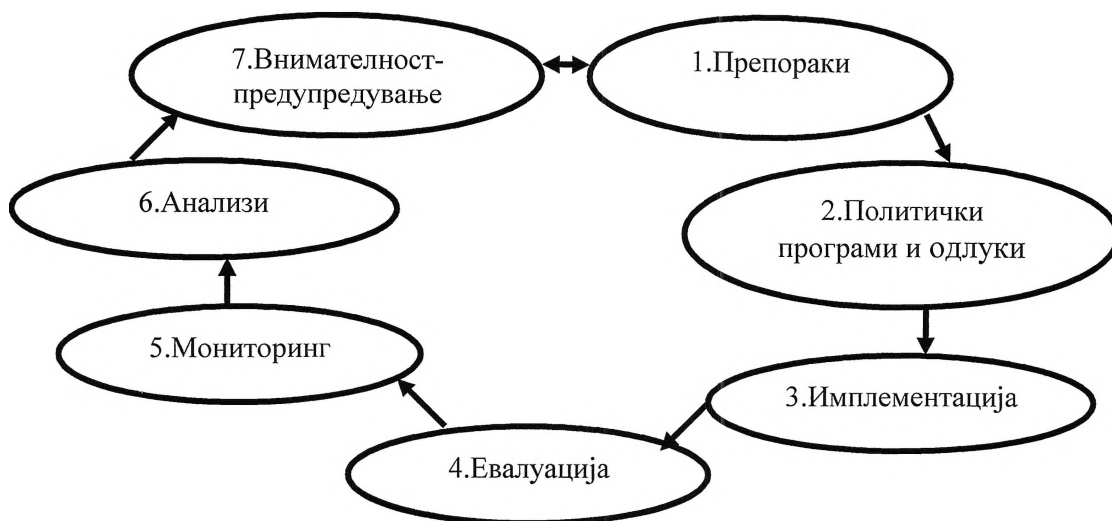 7.Внимателност-
предупредување
1.Препораки
2.Политички
програми и одлуки
3.Имплементација
4.Евалуација
5.Мониторинг
6.Анализи